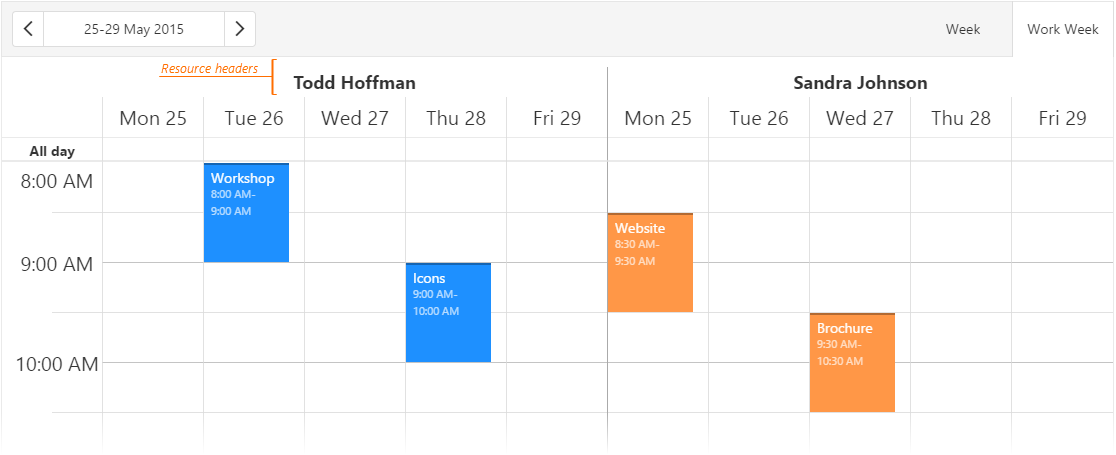 25-29 May 2015
Week
Work Week
Resource headers
Todd Hoffman
Sandra Johnson
Mon 25
Tue 26
Wed 27
Thu 28
Fri 29
Mon 25
Tue 26
Wed 27
Thu 28
Fri 29
All day
8:00 AM
Workshop
8:00 AM-
9:00 AM
Website
8:30 AM-
9:30 AM
9:00 AM
Icons
9:00 AM-
10:00 AM
Brochure
9:30 AM-
10:30 AM
10:00 AM